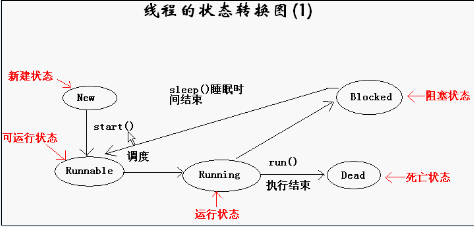 线程的状态转换图(1)
新建状态
New
sleep()睡眠时
间结束
Blocked
阻塞状态
start()
可运行状态
调度
Runnable
Running
run()
执行结束
Dead
死亡状态
运行状态